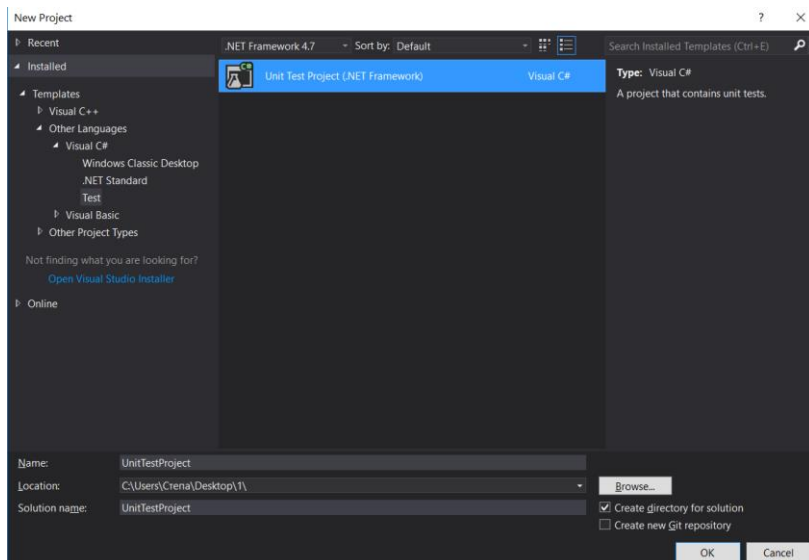 New Project
? ×
Recent
.NET Framework 4.7
Sort by: Default
Search Installed Templates (Ctrl+E)
Installed
Unit Test Project (.NET Framework)
Visual C#
Type: Visual C#
A project that contains unit tests.
Templates
Visual C++
Other Languages
Visual C#
Windows Classic Desktop
.NET Standard
Test
Visual Basic
Other Project Types
Not finding what you are looking for?
Open Visual Studio Installer
Online
Name: UnitTestProject
Location: C:\Users\Степа\Desktop\1\
Browse...
Solution name: UnitTestProject
Create directory for solution
Create new Git repository
OK Cancel